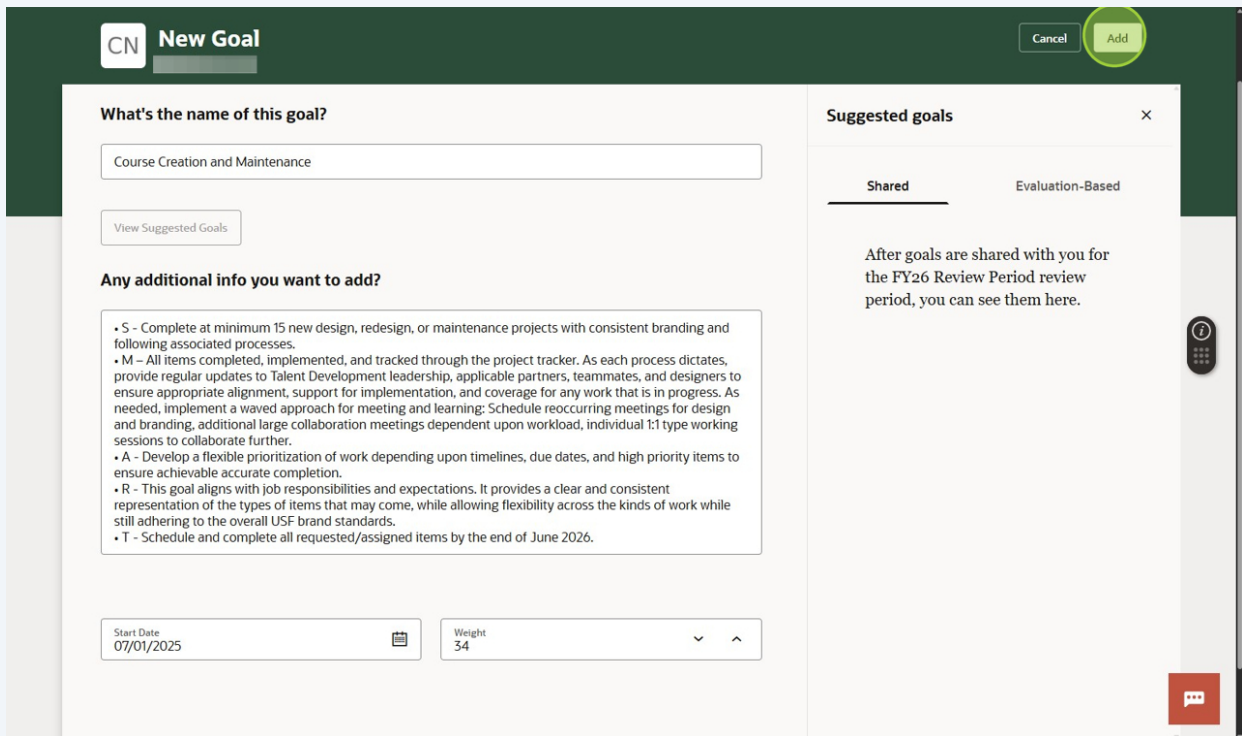 CN
New Goal
Cancel
Add
What's the name of this goal?
Course Creation and Maintenance
View Suggested Goals
Any additional info you want to add?
• S - Complete at minimum 15 new design, redesign, or maintenance projects with consistent branding and
following associated processes.
• M – All items completed, implemented, and tracked through the project tracker. As each process dictates,
provide regular updates to Talent Development leadership, applicable partners, teammates, and designers to
ensure appropriate alignment, support for implementation, and coverage for any work that is in progress. As
needed, implement a waved approach for meeting and learning: Schedule reoccurring meetings for design
and branding, additional large collaboration meetings dependent upon workload, individual 1:1 type working
sessions to collaborate further.
• A - Develop a flexible prioritization of work depending upon timelines, due dates, and high priority items to
ensure achievable accurate completion.
• R - This goal aligns with job responsibilities and expectations. It provides a clear and consistent
representation of the types of items that may come, while allowing flexibility across the kinds of work while
still adhering to the overall USF brand standards.
• T - Schedule and complete all requested/assigned items by the end of June 2026.
Start Date
07/01/2025
Weight
34
Suggested goals
Shared
Evaluation-Based
After goals are shared with you for
the FY26 Review Period review
period, you can see them here.